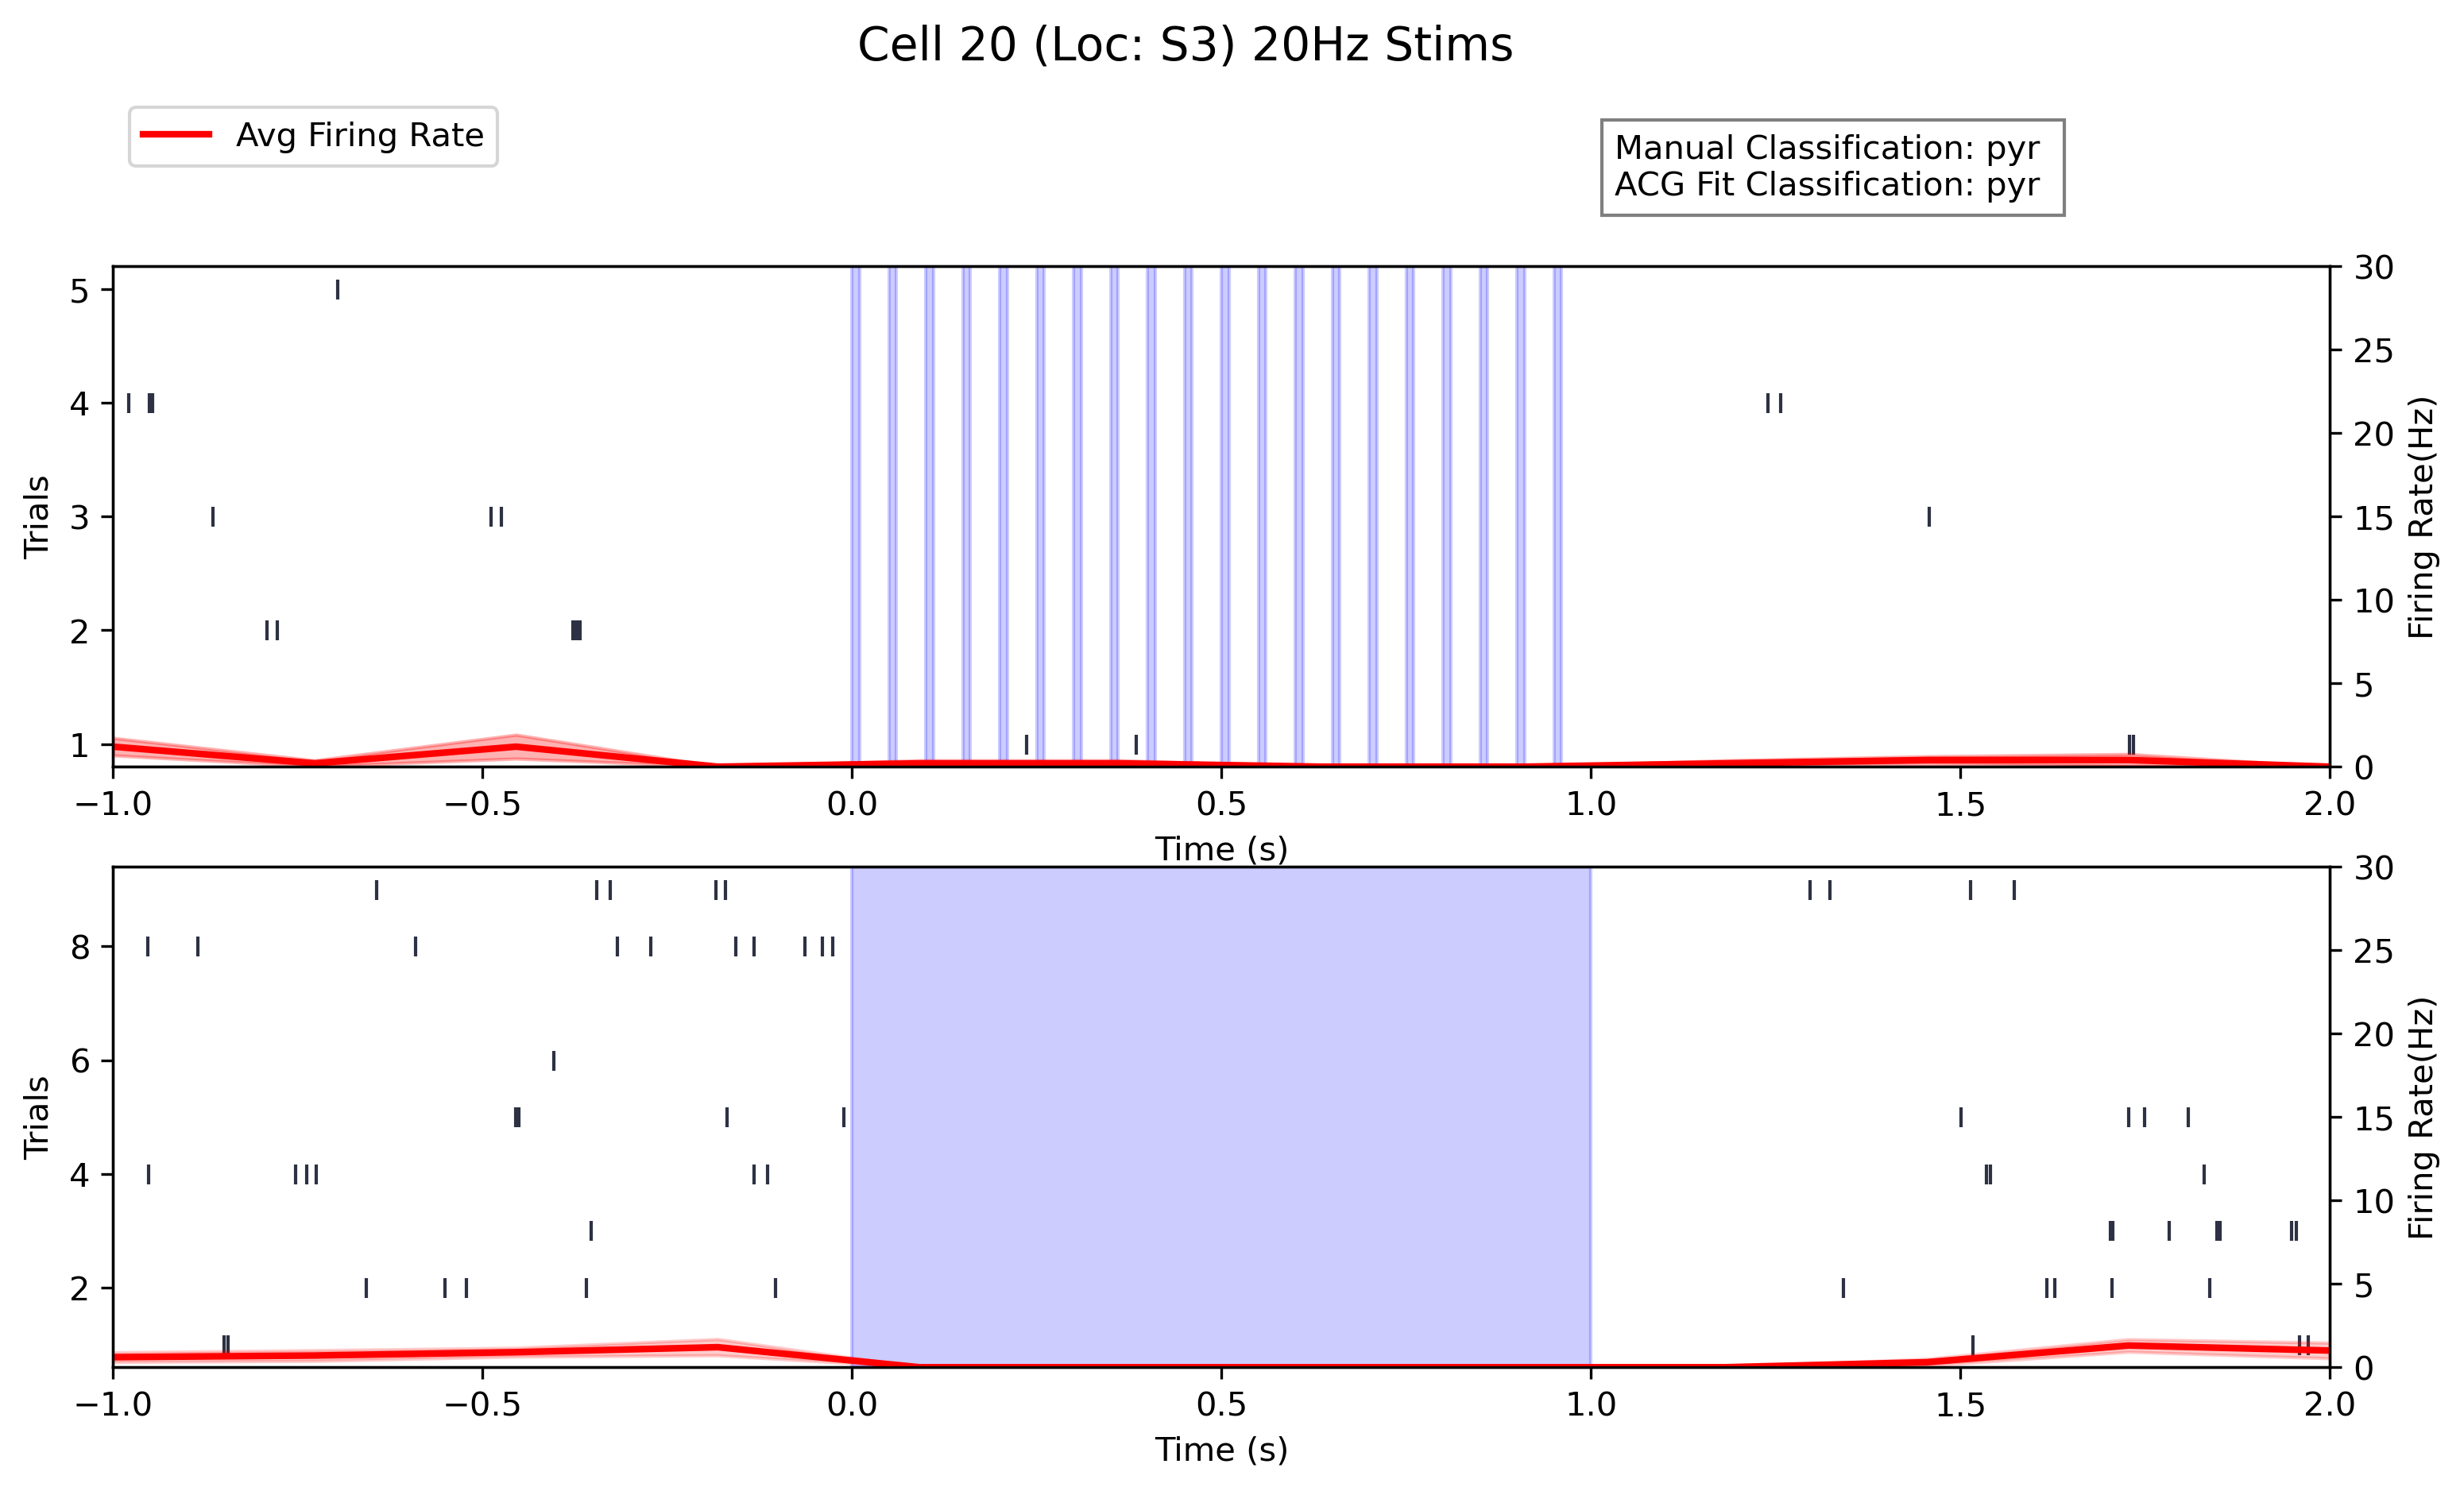 Cell 20 (Loc: S3) 20Hz Stims
Avg Firing Rate
Manual Classification: pyr
ACG Fit Classification: pyr
5
4
3
2
1
Trials
30
25
20
15
10
5
0
Firing Rate(Hz)
−1.0 −0.5 0.0 0.5 1.0 1.5 2.0
Time (s)
8
6
4
2
Trials
30
25
20
15
10
5
0
Firing Rate(Hz)
−1.0 −0.5 0.0 0.5 1.0 1.5 2.0
Time (s)